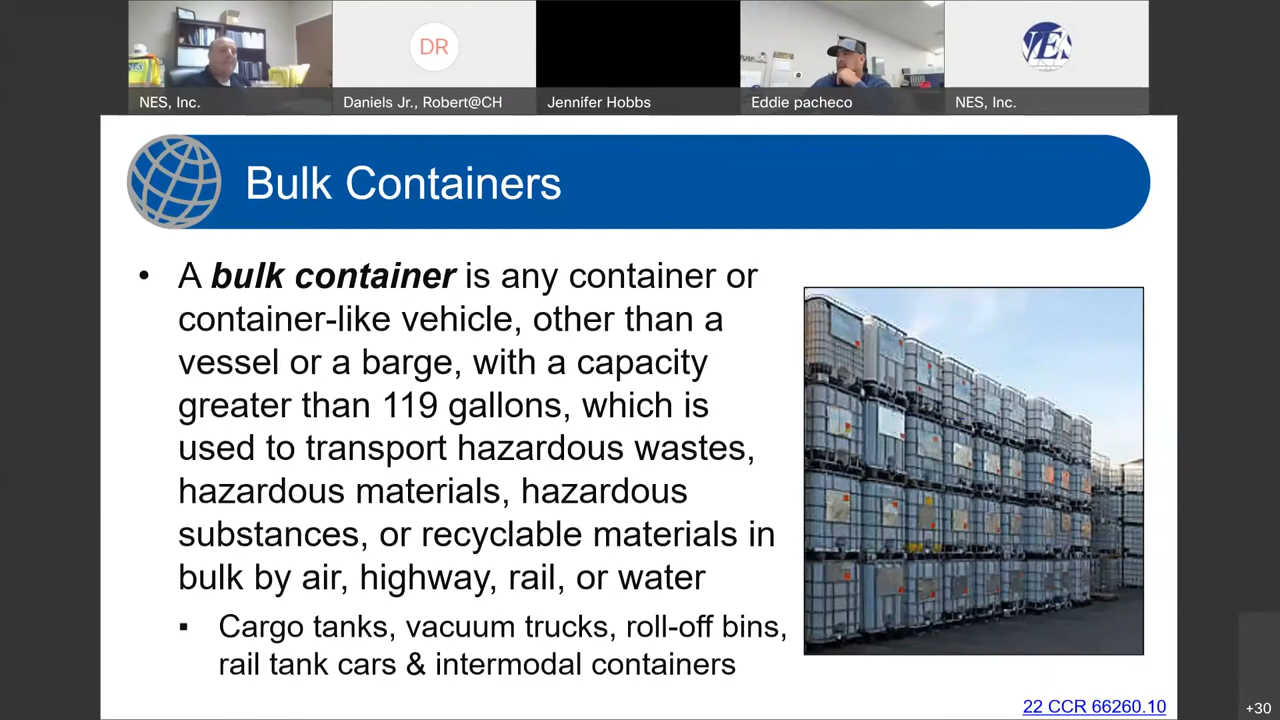 NES, Inc.
DR
Daniels Jr., Robert@CH
Jennifer Hobbs
Eddie pacheco
NES
NES, Inc.
Bulk Containers
• A bulk container is any container or
container-like vehicle, other than a
vessel or a barge, with a capacity
greater than 119 gallons, which is
used to transport hazardous wastes,
hazardous materials, hazardous
substances, or recyclable materials in
bulk by air, highway, rail, or water
▪ Cargo tanks, vacuum trucks, roll-off bins,
rail tank cars & intermodal containers
22 CCR 66260.10
+30